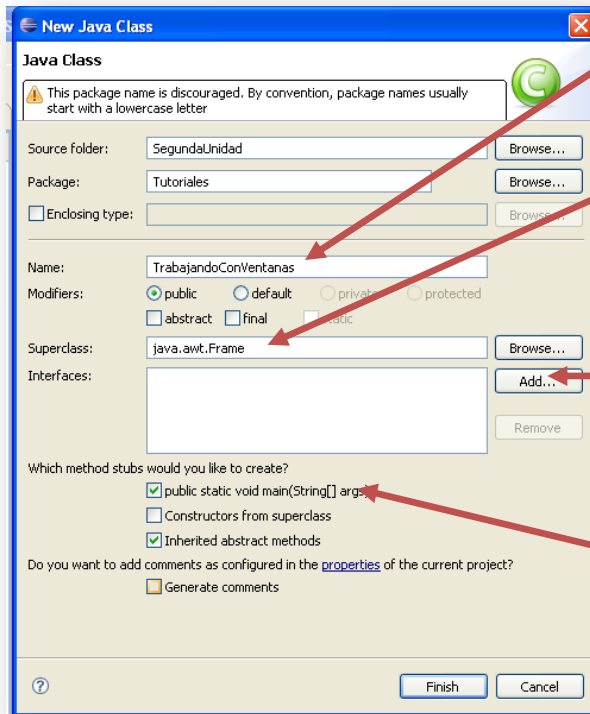 New Java Class
Java Class
This package name is discouraged. By convention, package names usually
start with a lowercase letter
Source folder: SegundaUnidad Browse...
Package: Tutoriales Browse...
Enclosing type: Browse...
Name: TrabajandoConVentanas
Modifiers: public default private protected
abstract final static
Superclass: java.awt.Frame Browse...
Interfaces: Add...
Remove
Which method stubs would you like to create?
public static void main(String[] args)
Constructors from superclass
Inherited abstract methods
Do you want to add comments as configured in the properties of the current project?
Generate comments
Finish Cancel